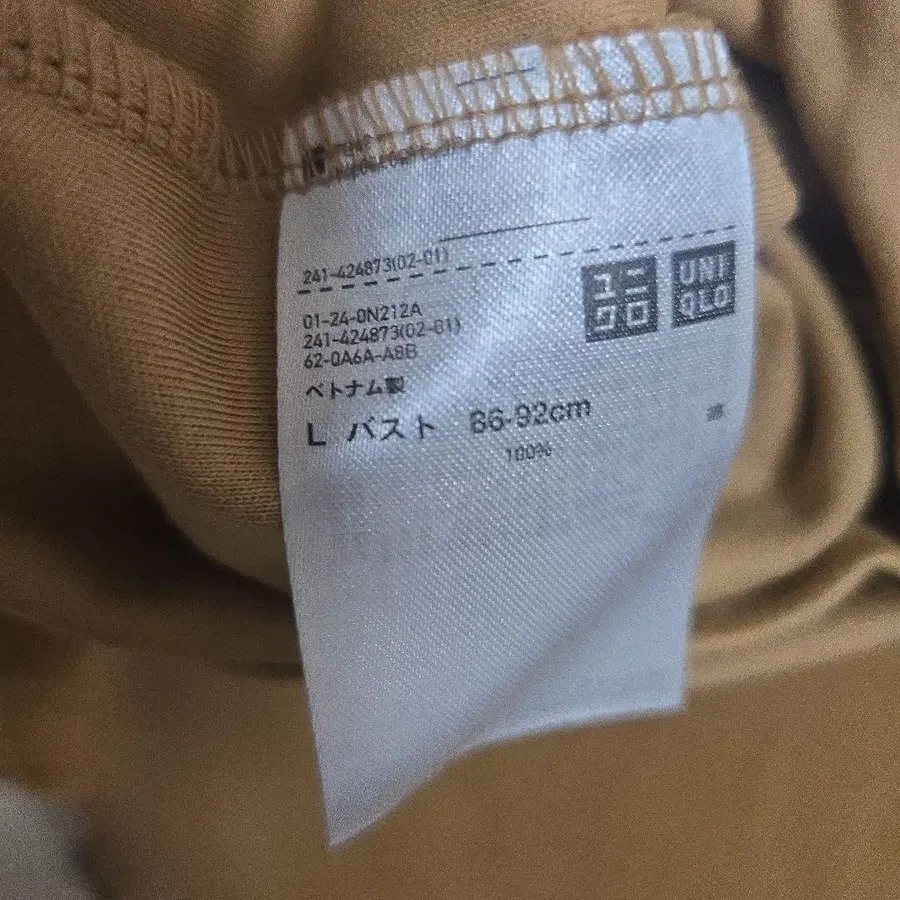 241-424873(02-01)
ユニクロ
UNIQLO
01-24-0N212A
241-424873(02-01)
62-0A6A-A8B
ベトナム製
L バスト 86-92cm
100%